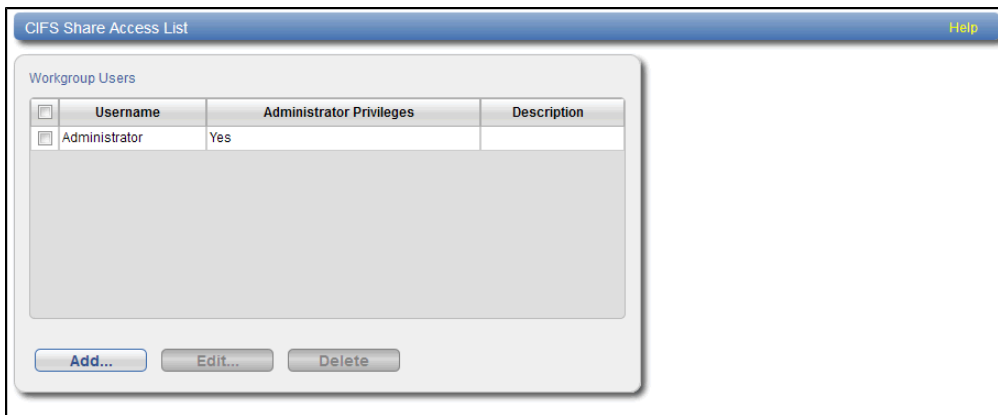 CIFS Share Access List Help
Workgroup Users
Username Administrator Privileges Description
Administrator Yes
Add... Edit... Delete